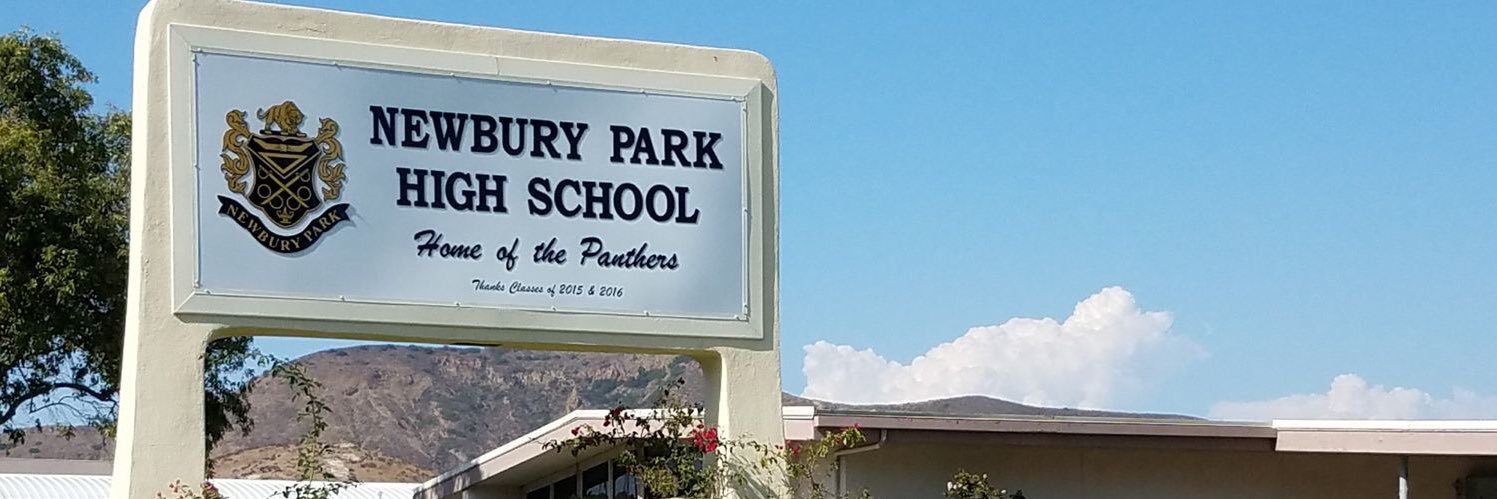 NEWBURY PARK
HIGH SCHOOL
Home of the Panthers
Thanks Classes of 2015 & 2016
NEWBURY PARK